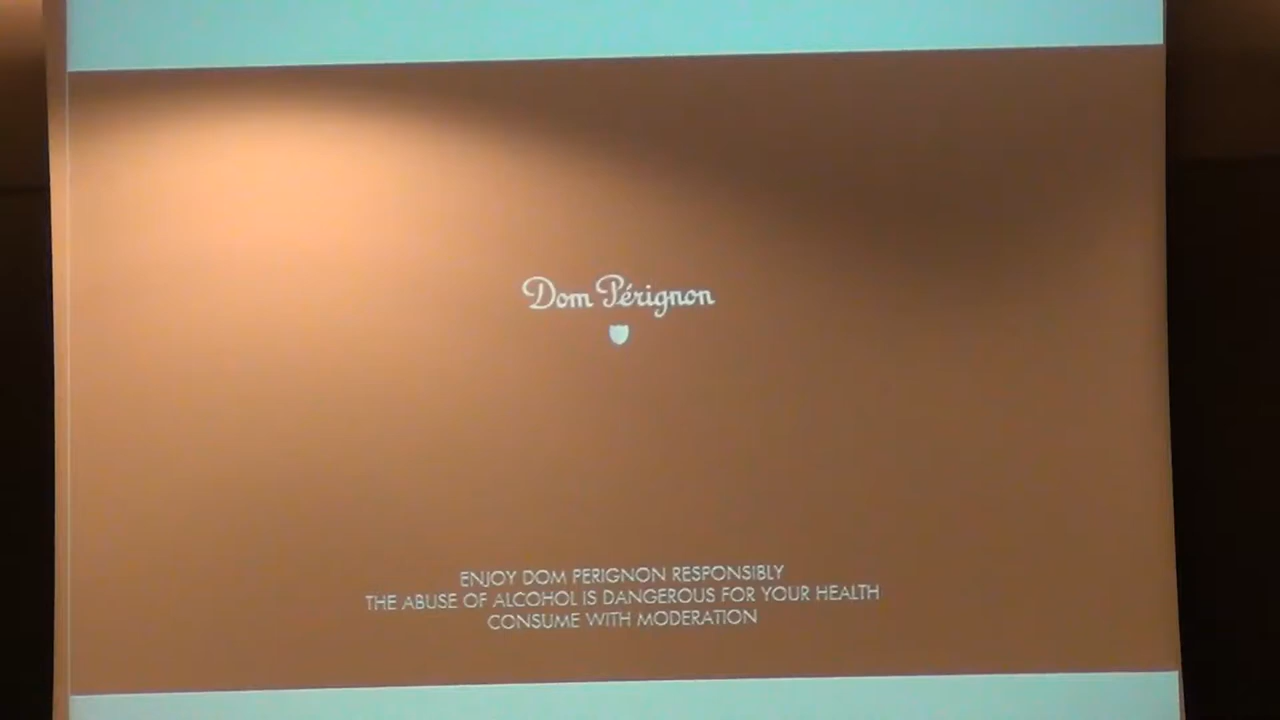 Dom Pérignon
ENJOY DOM PERIGNON RESPONSIBLY
THE ABUSE OF ALCOHOL IS DANGEROUS FOR YOUR HEALTH
CONSUME WITH MODERATION